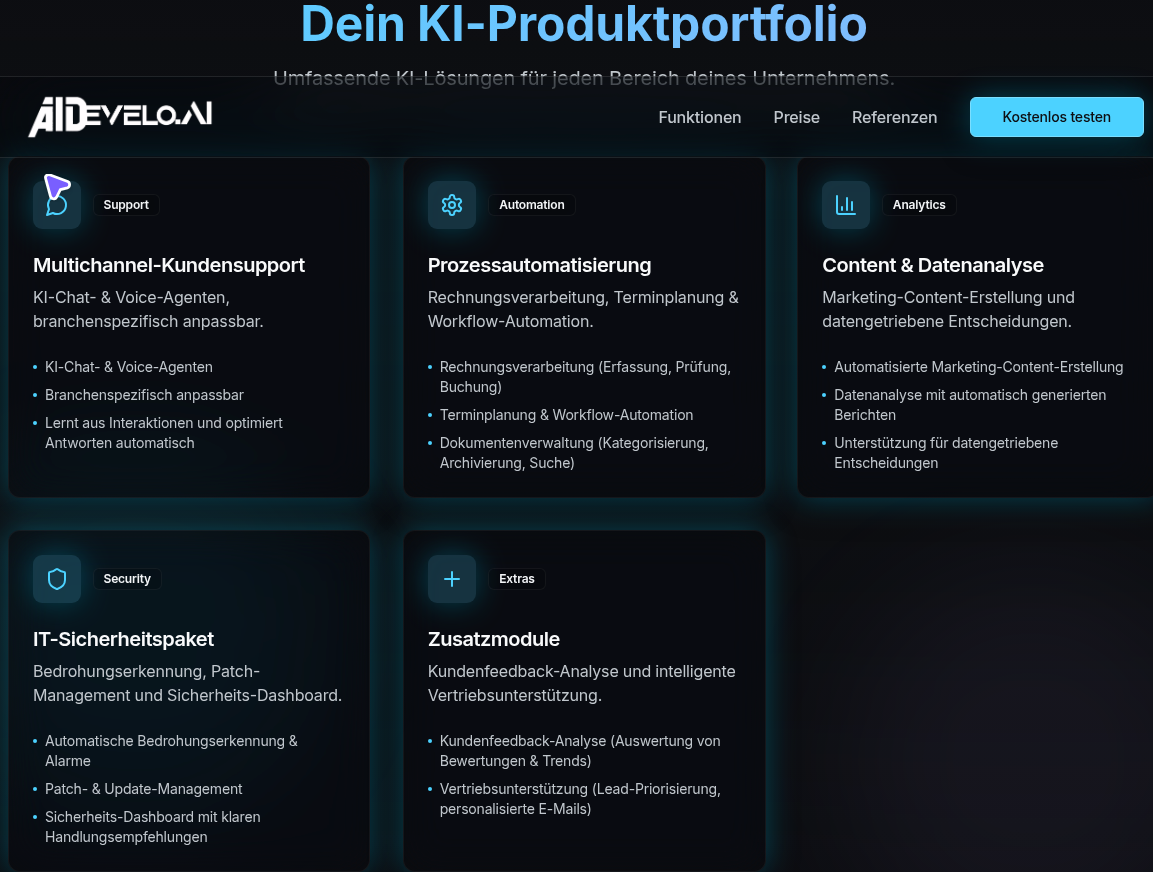 Dein KI-Produktportfolio
Umfassende KI-Lösungen für jeden Bereich deines Unternehmens.
AIDEVELO.AI
Funktionen
Preise
Referenzen
Kostenlos testen
Support
Multichannel-Kundensupport
KI-Chat- & Voice-Agenten,
branchenspezifisch anpassbar.
KI-Chat- & Voice-Agenten
Branchenspezifisch anpassbar
Lernt aus Interaktionen und optimiert
Antworten automatisch
Automation
Prozessautomatisierung
Rechnungsverarbeitung, Terminplanung &
Workflow-Automation.
Rechnungsverarbeitung (Erfassung, Prüfung,
Buchung)
Terminplanung & Workflow-Automation
Dokumentenverwaltung (Kategorisierung,
Archivierung, Suche)
Analytics
Content & Datenanalyse
Marketing-Content-Erstellung und
datengetriebene Entscheidungen.
Automatisierte Marketing-Content-Erstellung
Datenanalyse mit automatisch generierten
Berichten
Unterstützung für datengetriebene
Entscheidungen
Security
IT-Sicherheitspaket
Bedrohungserkennung, Patch-
Management und Sicherheits-Dashboard.
Automatische Bedrohungserkennung &
Alarme
Patch- & Update-Management
Sicherheits-Dashboard mit klaren
Handlungsempfehlungen
Extras
Zusatzmodule
Kundenfeedback-Analyse und intelligente
Vertriebsunterstützung.
Kundenfeedback-Analyse (Auswertung von
Bewertungen & Trends)
Vertriebsunterstützung (Lead-Priorisierung,
personalisierte E-Mails)